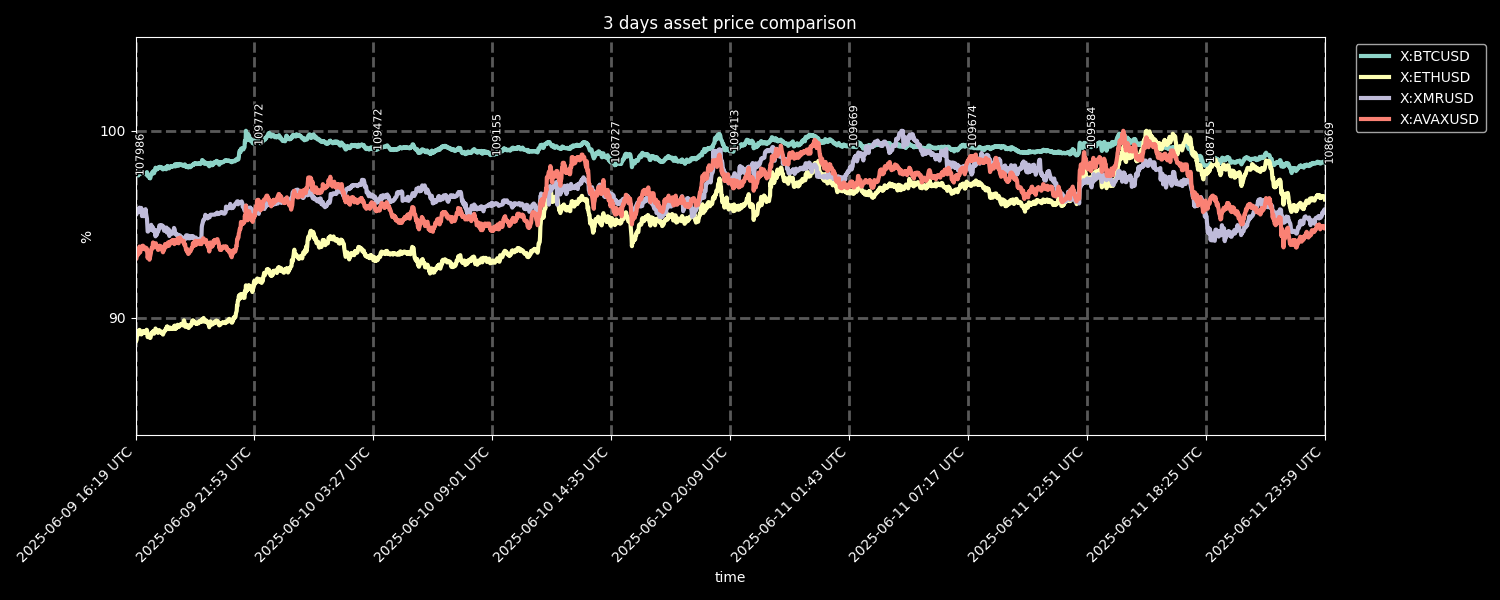 3 days asset price comparison
X:BTCUSD
X:ETHUSD
X:XMRUSD
X:AVAXUSD
100
90
%
107986
109772
109472
109155
108727
109413
109669
109674
109584
108755
108669
2025-06-09 16:19 UTC
2025-06-09 21:53 UTC
2025-06-10 03:27 UTC
2025-06-10 09:01 UTC
2025-06-10 14:35 UTC
2025-06-10 20:09 UTC
2025-06-11 01:43 UTC
2025-06-11 07:17 UTC
2025-06-11 12:51 UTC
2025-06-11 18:25 UTC
2025-06-11 23:59 UTC
time